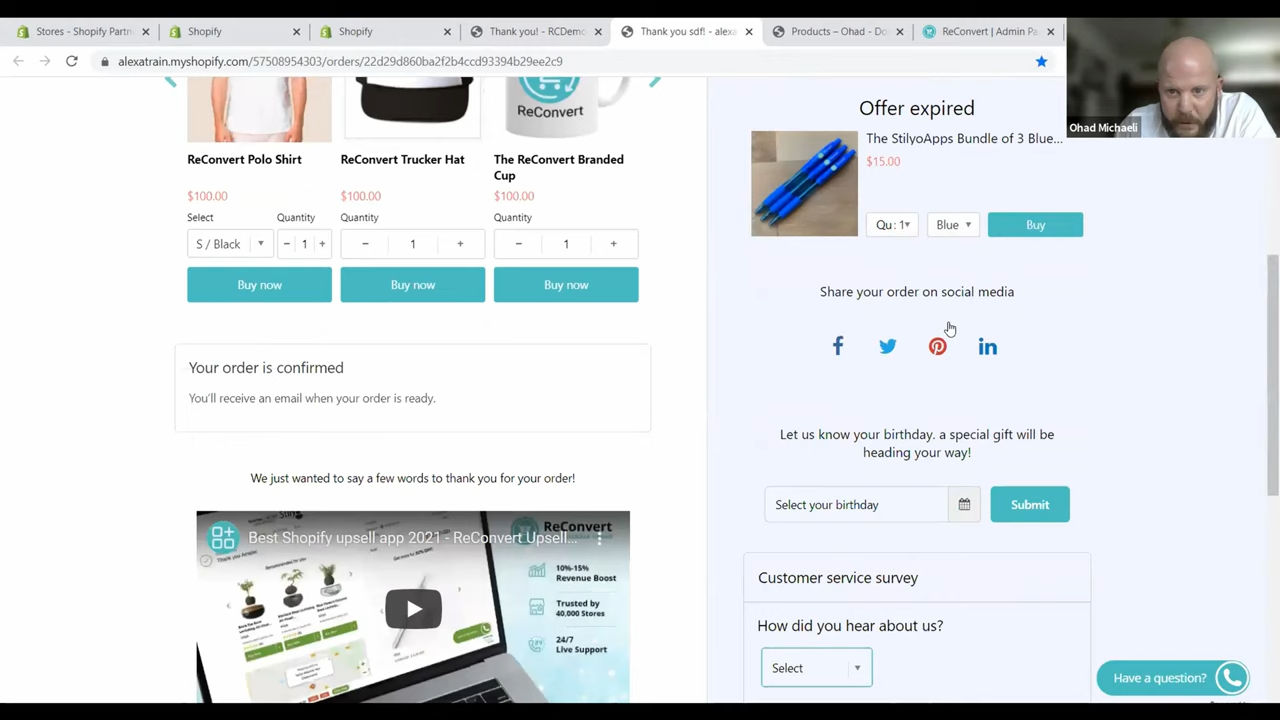 Stores - Shopify Partn
Shopify
Shopify
Thank you! - RCDemo
Thank you sdf! - alexa
Products – Ohad - Do
ReConvert | Admin Pa
alexatrain.myshopify.com/57508954303/orders/22d29d860ba2f2b4ccd93394b29ee2c9
Ohad Michaeli
ReConvert
ReConvert Polo Shirt
ReConvert Trucker Hat
The ReConvert Branded
Cup
$100.00
$100.00
$100.00
Select
Quantity
Quantity
Quantity
S / Black
− 1 +
− 1 +
− 1 +
Buy now
Buy now
Buy now
Your order is confirmed
You'll receive an email when your order is ready.
We just wanted to say a few words to thank you for your order!
Best Shopify upsell app 2021 - ReConvert Upsell...
ReConvert
10%-15%
Revenue Boost
Trusted by
40,000 Stores
24/7
Live Support
Offer expired
The StilyoApps Bundle of 3 Blue...
$15.00
Qu : 1
Blue
Buy
Share your order on social media
Let us know your birthday. a special gift will be
heading your way!
Select your birthday
Submit
Customer service survey
How did you hear about us?
Select
Have a question?